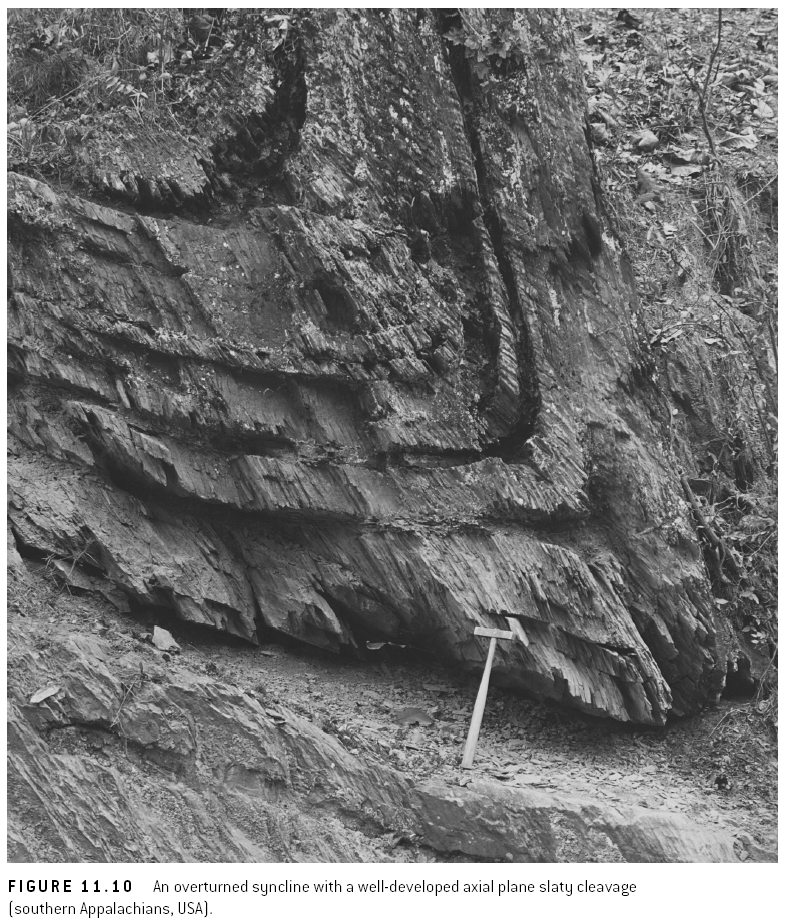 FIGURE 11.10 An overturned syncline with a well-developed axial plane slaty cleavage
(southern Appalachians, USA).